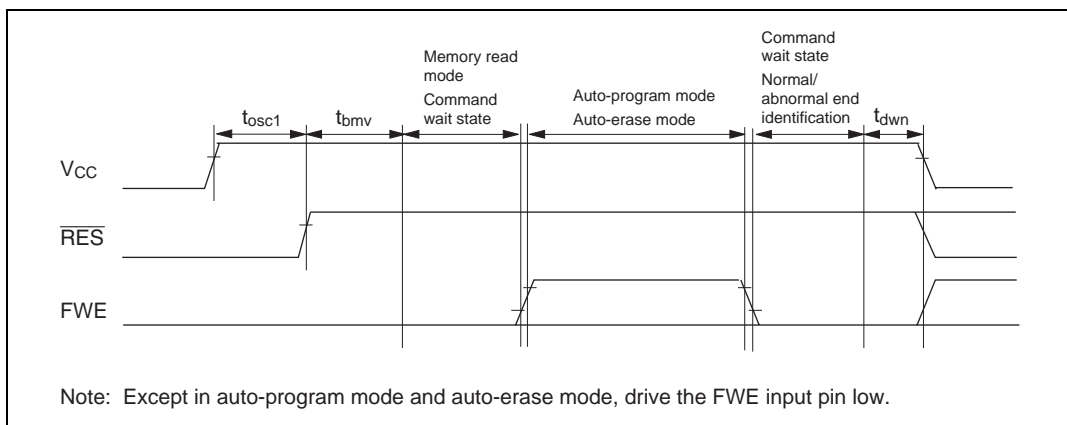 Memory read
mode
Command
wait state
Auto-program mode
Auto-erase mode
Command
wait state
Normal/
abnormal end
identification
tosc1
tbmv
tdwn
VCC
RES
FWE
Note: Except in auto-program mode and auto-erase mode, drive the FWE input pin low.